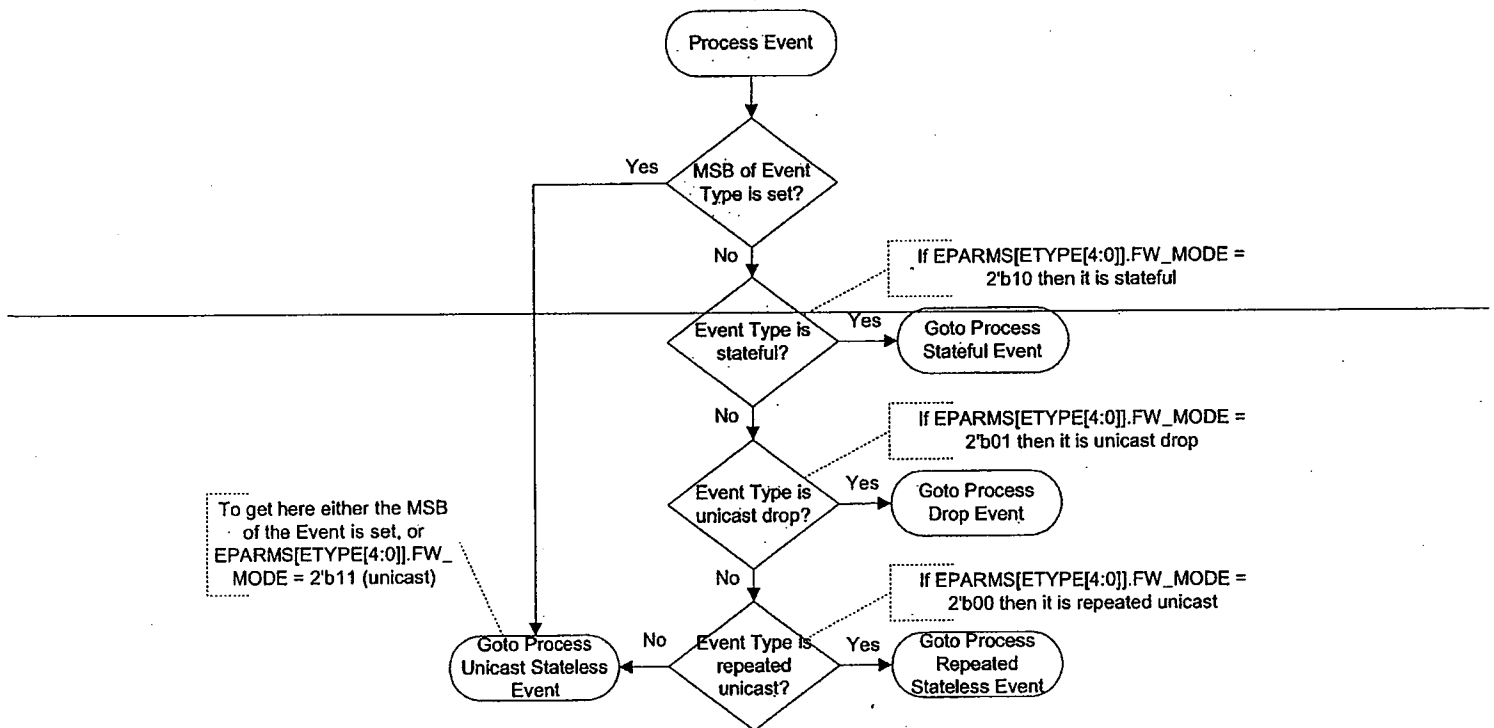 Process Event
Yes
MSB of Event
Type is set?
No
If EPARMS[ETYPE[4:0]].FW_MODE =
2'b10 then it is stateful
Event Type is
stateful?
Yes
Goto Process
Stateful Event
No
If EPARMS[ETYPE[4:0]].FW_MODE =
2'b01 then it is unicast drop
Event Type is
unicast drop?
Yes
Goto Process
Drop Event
To get here either the MSB
of the Event is set, or
EPARMS[ETYPE[4:0]].FW_
MODE = 2'b11 (unicast)
No
If EPARMS[ETYPE[4:0]].FW_MODE =
2'b00 then it is repeated unicast
Goto Process
Unicast Stateless
Event
No
Event Type is
repeated
unicast?
Yes
Goto Process
Repeated
Stateless Event